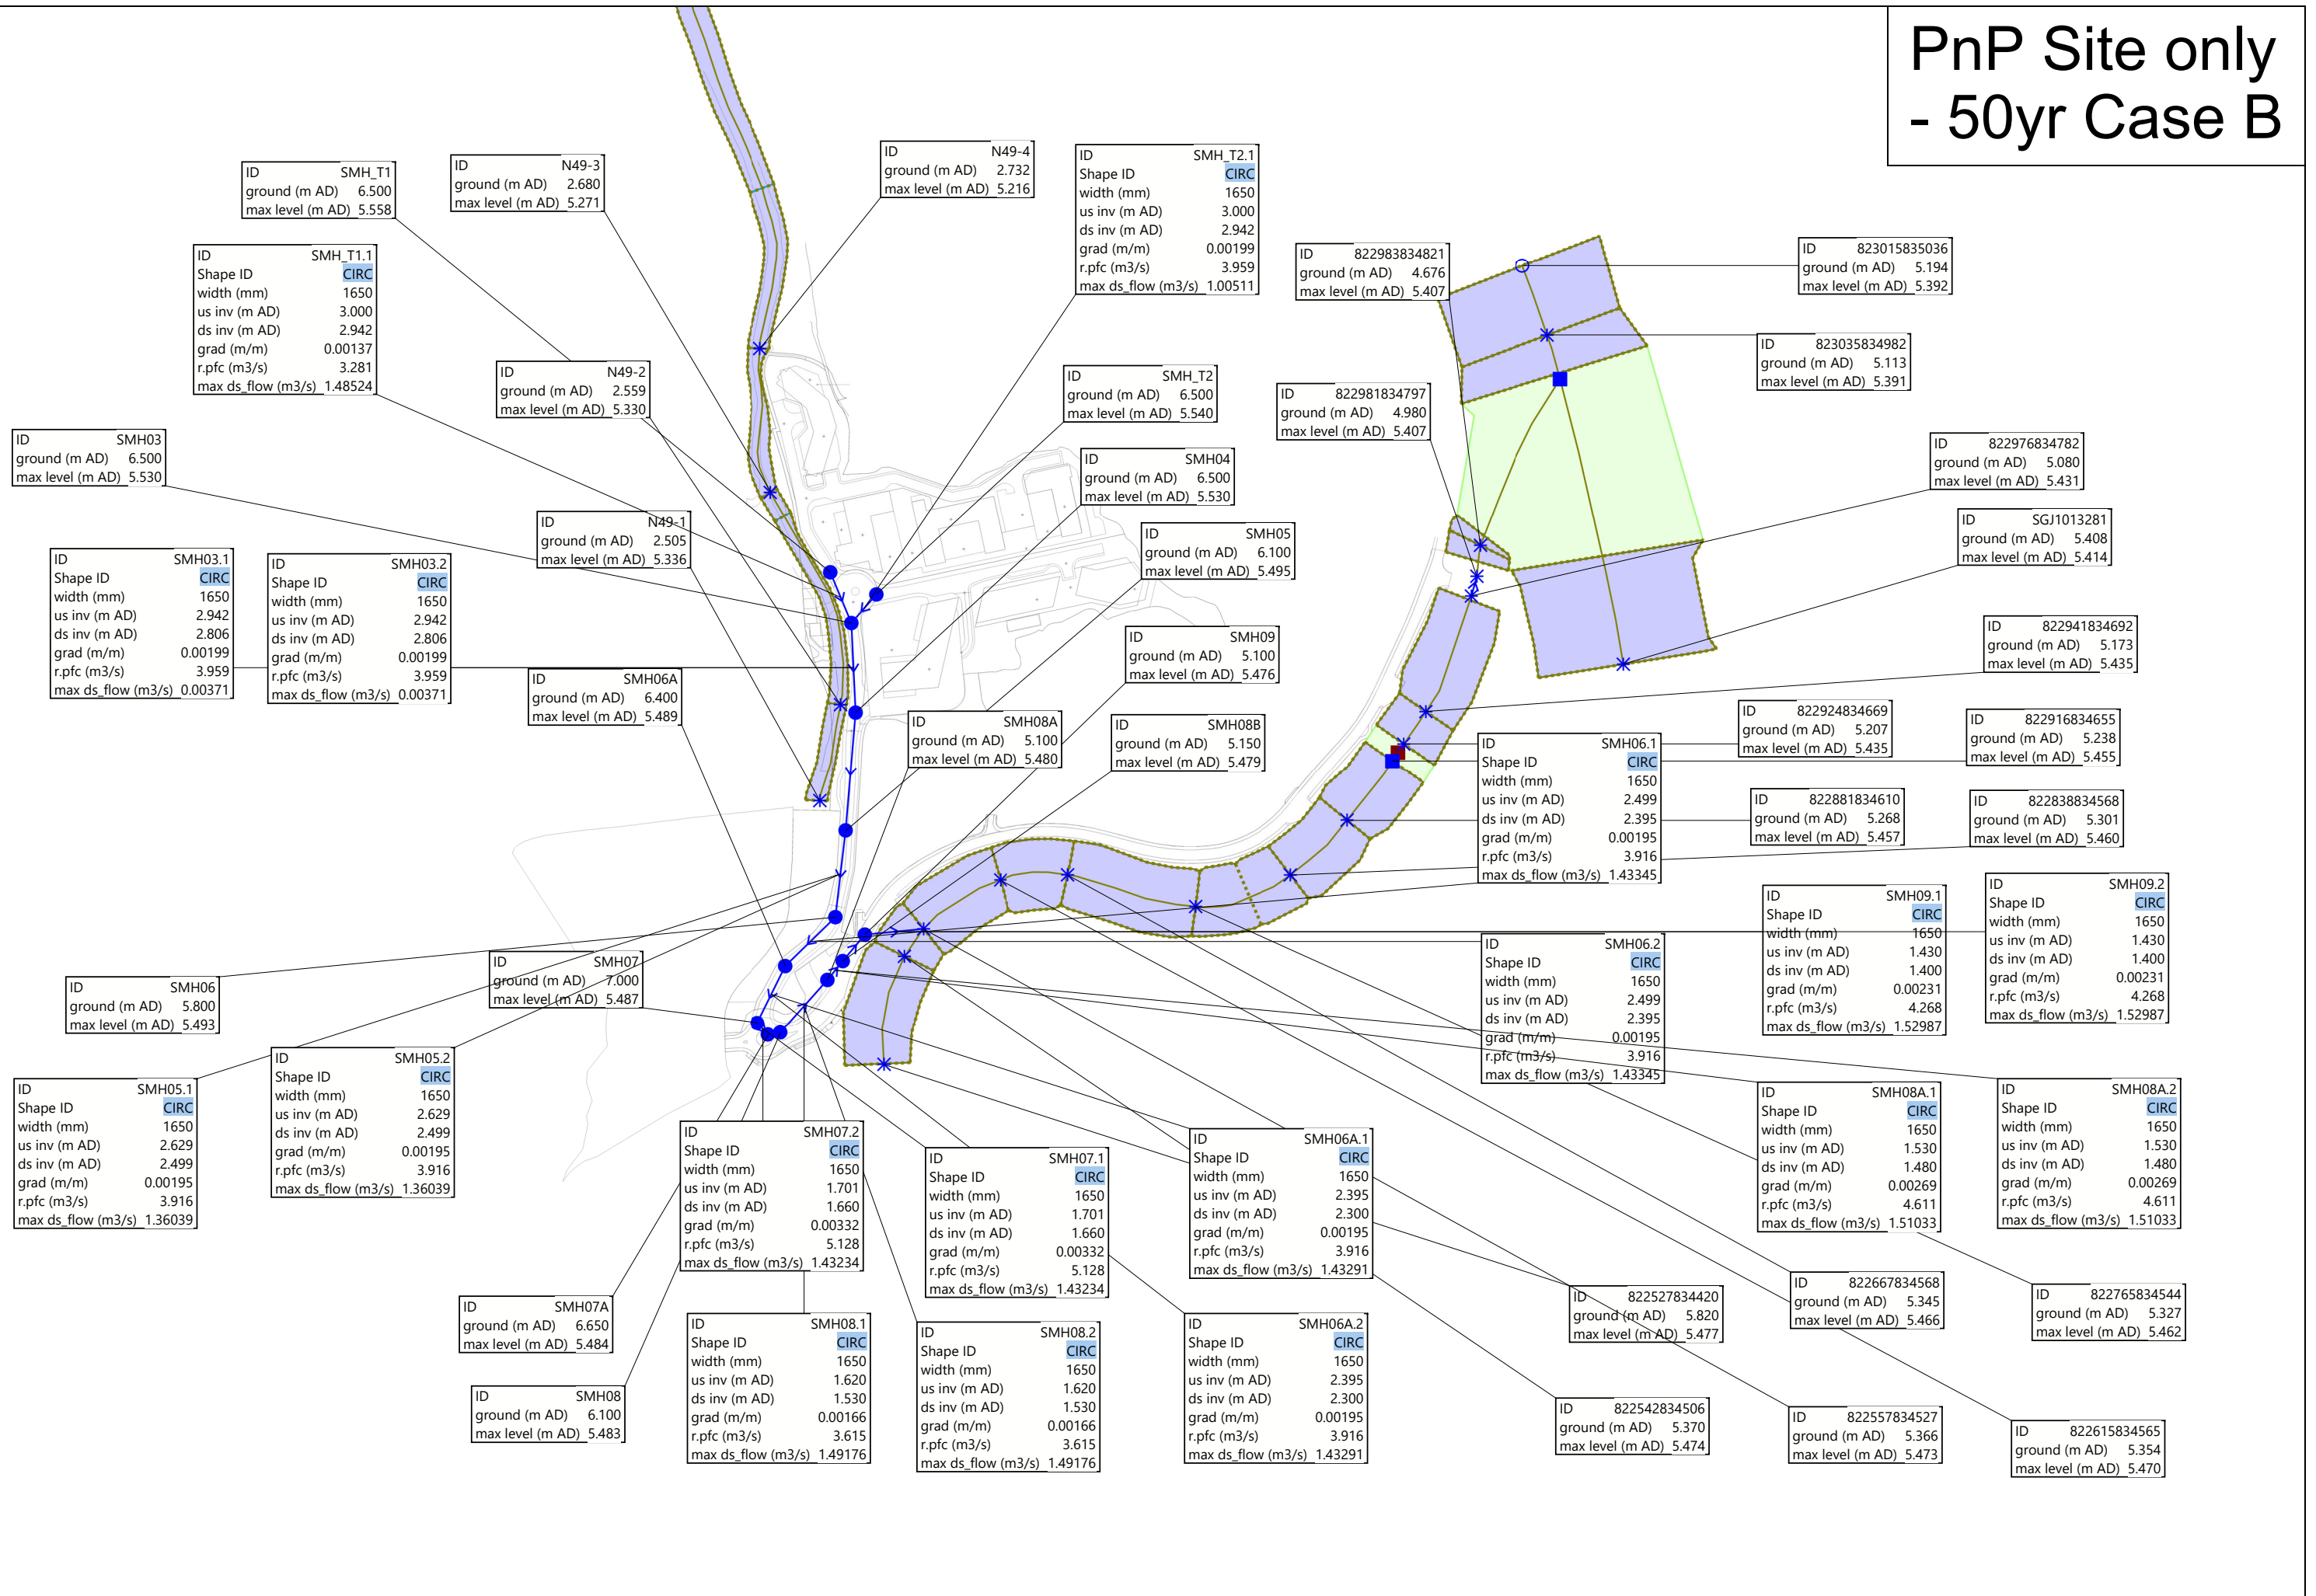 PnP Site only
- 50yr Case B
ID N49-4
ground (m AD) 2.732
max level (m AD) 5.216
ID SMH_T2.1
Shape ID CIRC
width (mm) 1650
us inv (m AD) 3.000
ds inv (m AD) 2.942
grad (m/m) 0.00199
r.pfc (m3/s) 3.959
max ds_flow (m3/s) 1.00511
ID N49-3
ground (m AD) 2.680
max level (m AD) 5.271
ID SMH_T1
ground (m AD) 6.500
max level (m AD) 5.558
ID 823015835036
ground (m AD) 5.194
max level (m AD) 5.392
ID 822983834821
ground (m AD) 4.676
max level (m AD) 5.407
ID SMH_T1.1
Shape ID CIRC
width (mm) 1650
us inv (m AD) 3.000
ds inv (m AD) 2.942
grad (m/m) 0.00137
r.pfc (m3/s) 3.281
max ds_flow (m3/s) 1.48524
ID 823035834982
ground (m AD) 5.113
max level (m AD) 5.391
ID N49-2
ground (m AD) 2.559
max level (m AD) 5.330
ID SMH_T2
ground (m AD) 6.500
max level (m AD) 5.540
ID 822981834797
ground (m AD) 4.980
max level (m AD) 5.407
ID SMH03
ground (m AD) 6.500
max level (m AD) 5.530
ID 822976834782
ground (m AD) 5.080
max level (m AD) 5.431
ID SMH04
ground (m AD) 6.500
max level (m AD) 5.530
ID N49-1
ground (m AD) 2.505
max level (m AD) 5.336
ID SGJ1013281
ground (m AD) 5.408
max level (m AD) 5.414
ID SMH05
ground (m AD) 6.100
max level (m AD) 5.495
ID SMH03.1
Shape ID CIRC
width (mm) 1650
us inv (m AD) 2.942
ds inv (m AD) 2.806
grad (m/m) 0.00199
r.pfc (m3/s) 3.959
max ds_flow (m3/s) 0.00371
ID SMH03.2
Shape ID CIRC
width (mm) 1650
us inv (m AD) 2.942
ds inv (m AD) 2.806
grad (m/m) 0.00199
r.pfc (m3/s) 3.959
max ds_flow (m3/s) 0.00371
ID 822941834692
ground (m AD) 5.173
max level (m AD) 5.435
ID SMH09
ground (m AD) 5.100
max level (m AD) 5.476
ID SMH06A
ground (m AD) 6.400
max level (m AD) 5.489
ID 822924834669
ground (m AD) 5.207
max level (m AD) 5.435
ID 822916834655
ground (m AD) 5.238
max level (m AD) 5.455
ID SMH08A
ground (m AD) 5.100
max level (m AD) 5.480
ID SMH08B
ground (m AD) 5.150
max level (m AD) 5.479
ID SMH06.1
Shape ID CIRC
width (mm) 1650
us inv (m AD) 2.499
ds inv (m AD) 2.395
grad (m/m) 0.00195
r.pfc (m3/s) 3.916
max ds_flow (m3/s) 1.43345
ID 822881834610
ground (m AD) 5.268
max level (m AD) 5.457
ID 822838834568
ground (m AD) 5.301
max level (m AD) 5.460
ID SMH09.1
Shape ID CIRC
width (mm) 1650
us inv (m AD) 1.430
ds inv (m AD) 1.400
grad (m/m) 0.00231
r.pfc (m3/s) 4.268
max ds_flow (m3/s) 1.52987
ID SMH09.2
Shape ID CIRC
width (mm) 1650
us inv (m AD) 1.430
ds inv (m AD) 1.400
grad (m/m) 0.00231
r.pfc (m3/s) 4.268
max ds_flow (m3/s) 1.52987
ID SMH06.2
Shape ID CIRC
width (mm) 1650
us inv (m AD) 2.499
ds inv (m AD) 2.395
grad (m/m) 0.00195
r.pfc (m3/s) 3.916
max ds_flow (m3/s) 1.43345
ID SMH07
ground (m AD) 7.000
max level (m AD) 5.487
ID SMH06
ground (m AD) 5.800
max level (m AD) 5.493
ID SMH05.2
Shape ID CIRC
width (mm) 1650
us inv (m AD) 2.629
ds inv (m AD) 2.499
grad (m/m) 0.00195
r.pfc (m3/s) 3.916
max ds_flow (m3/s) 1.36039
ID SMH05.1
Shape ID CIRC
width (mm) 1650
us inv (m AD) 2.629
ds inv (m AD) 2.499
grad (m/m) 0.00195
r.pfc (m3/s) 3.916
max ds_flow (m3/s) 1.36039
ID SMH08A.1
Shape ID CIRC
width (mm) 1650
us inv (m AD) 1.530
ds inv (m AD) 1.480
grad (m/m) 0.00269
r.pfc (m3/s) 4.611
max ds_flow (m3/s) 1.51033
ID SMH08A.2
Shape ID CIRC
width (mm) 1650
us inv (m AD) 1.530
ds inv (m AD) 1.480
grad (m/m) 0.00269
r.pfc (m3/s) 4.611
max ds_flow (m3/s) 1.51033
ID SMH07.2
Shape ID CIRC
width (mm) 1650
us inv (m AD) 1.701
ds inv (m AD) 1.660
grad (m/m) 0.00332
r.pfc (m3/s) 5.128
max ds_flow (m3/s) 1.43234
ID SMH07.1
Shape ID CIRC
width (mm) 1650
us inv (m AD) 1.701
ds inv (m AD) 1.660
grad (m/m) 0.00332
r.pfc (m3/s) 5.128
max ds_flow (m3/s) 1.43234
ID SMH06A.1
Shape ID CIRC
width (mm) 1650
us inv (m AD) 2.395
ds inv (m AD) 2.300
grad (m/m) 0.00195
r.pfc (m3/s) 3.916
max ds_flow (m3/s) 1.43291
ID 822667834568
ground (m AD) 5.345
max level (m AD) 5.466
ID 822765834544
ground (m AD) 5.327
max level (m AD) 5.462
ID 822527834420
ground (m AD) 5.820
max level (m AD) 5.477
ID SMH07A
ground (m AD) 6.650
max level (m AD) 5.484
ID SMH08.1
Shape ID CIRC
width (mm) 1650
us inv (m AD) 1.620
ds inv (m AD) 1.530
grad (m/m) 0.00166
r.pfc (m3/s) 3.615
max ds_flow (m3/s) 1.49176
ID SMH08.2
Shape ID CIRC
width (mm) 1650
us inv (m AD) 1.620
ds inv (m AD) 1.530
grad (m/m) 0.00166
r.pfc (m3/s) 3.615
max ds_flow (m3/s) 1.49176
ID SMH06A.2
Shape ID CIRC
width (mm) 1650
us inv (m AD) 2.395
ds inv (m AD) 2.300
grad (m/m) 0.00195
r.pfc (m3/s) 3.916
max ds_flow (m3/s) 1.43291
ID SMH08
ground (m AD) 6.100
max level (m AD) 5.483
ID 822542834506
ground (m AD) 5.370
max level (m AD) 5.474
ID 822557834527
ground (m AD) 5.366
max level (m AD) 5.473
ID 822615834565
ground (m AD) 5.354
max level (m AD) 5.470